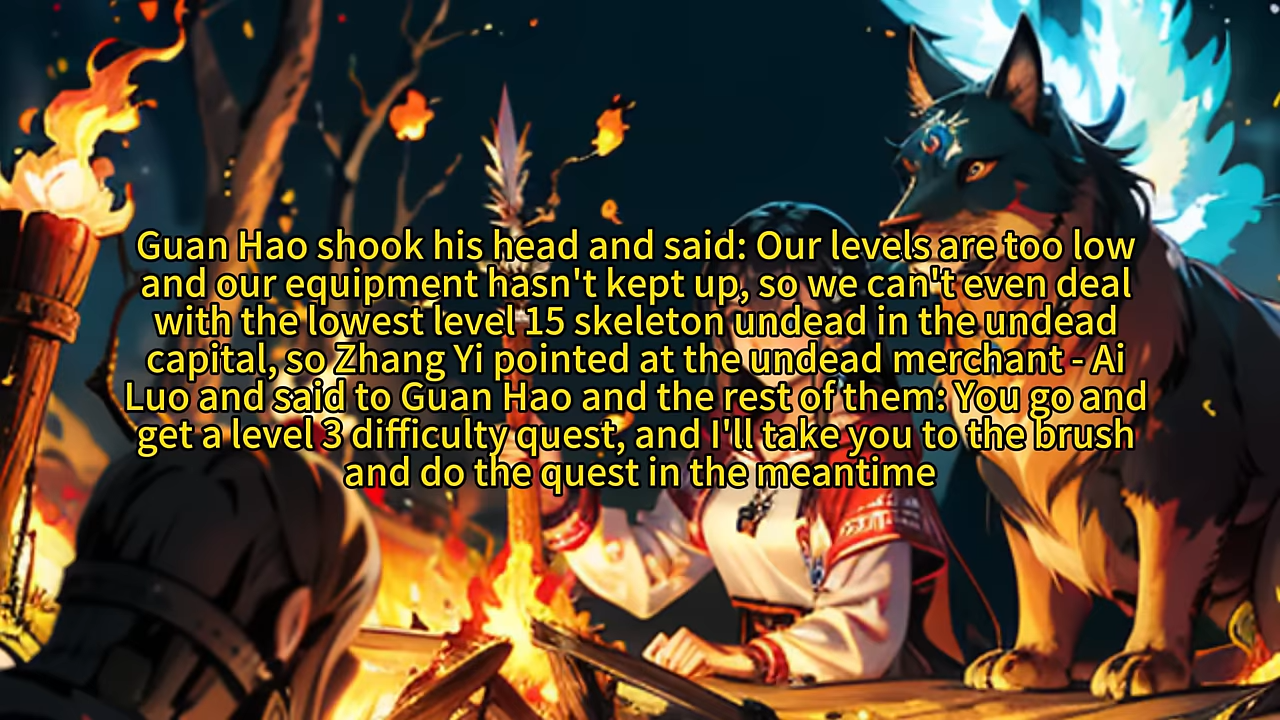 Guan Hao shook his head and said: Our levels are too low
and our equipment hasn't kept up, so we can't even deal
with the lowest level 15 skeleton undead in the undead
capital, so Zhang Yi pointed at the undead merchant - Ai
Luo and said to Guan Hao and the rest of them: You go and
get a level 3 difficulty quest, and I'll take you to the brush
and do the quest in the meantime